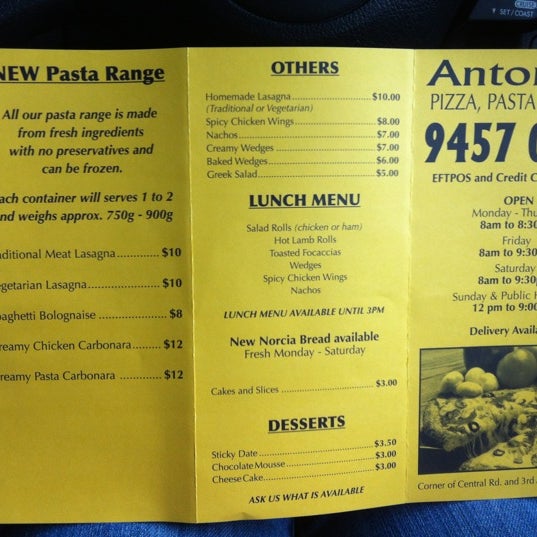 NEW Pasta Range
All our pasta range is made
from fresh ingredients
with no preservatives and
can be frozen.
ach container will serves 1 to 2
nd weighs approx. 750g - 900g
aditional Meat Lasagna.............. $10
egetarian Lasagna...................... $10
paghetti Bolognaise..................... $8
reamy Chicken Carbonara........... $12
reamy Pasta Carbonara ............... $12
OTHERS
Homemade Lasagna........................ $10.00
(Traditional or Vegetarian)
Spicy Chicken Wings....................... $8.00
Nachos............................................. $7.00
Creamy Wedges .............................. $7.00
Baked Wedges................................. $6.00
Greek Salad..................................... $5.00
LUNCH MENU
Salad Rolls (chicken or ham)
Hot Lamb Rolls
Toasted Focaccias
Wedges
Spicy Chicken Wings
Nachos
LUNCH MENU AVAILABLE UNTIL 3PM
New Norcia Bread available
Fresh Monday - Saturday
Cakes and Slices .............................. $3.00
DESSERTS
Sticky Date...................................... $3.50
Chocolate Mousse........................... $3.00
Cheese Cake.................................... $3.00
ASK US WHAT IS AVAILABLE
SET / COAST
Anto
PIZZA, PASTA
9457
EFTPOS and Credit C
OPEN
Monday - Thu
8am to 8:30
Friday
8am to 9:30
Saturday
8am to 9:30p
Sunday & Public H
12 pm to 9:00
Delivery Availa
Corner of Central Rd. and 3rd